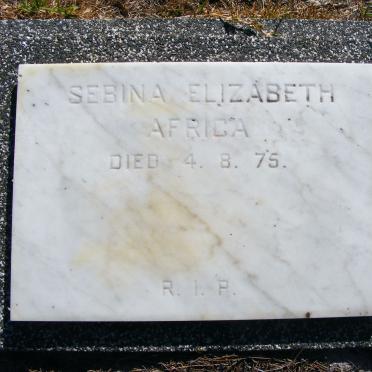 SEBINA ELIZABETH
AFRICA
DIED 4. 8. 75.
R. I. P.